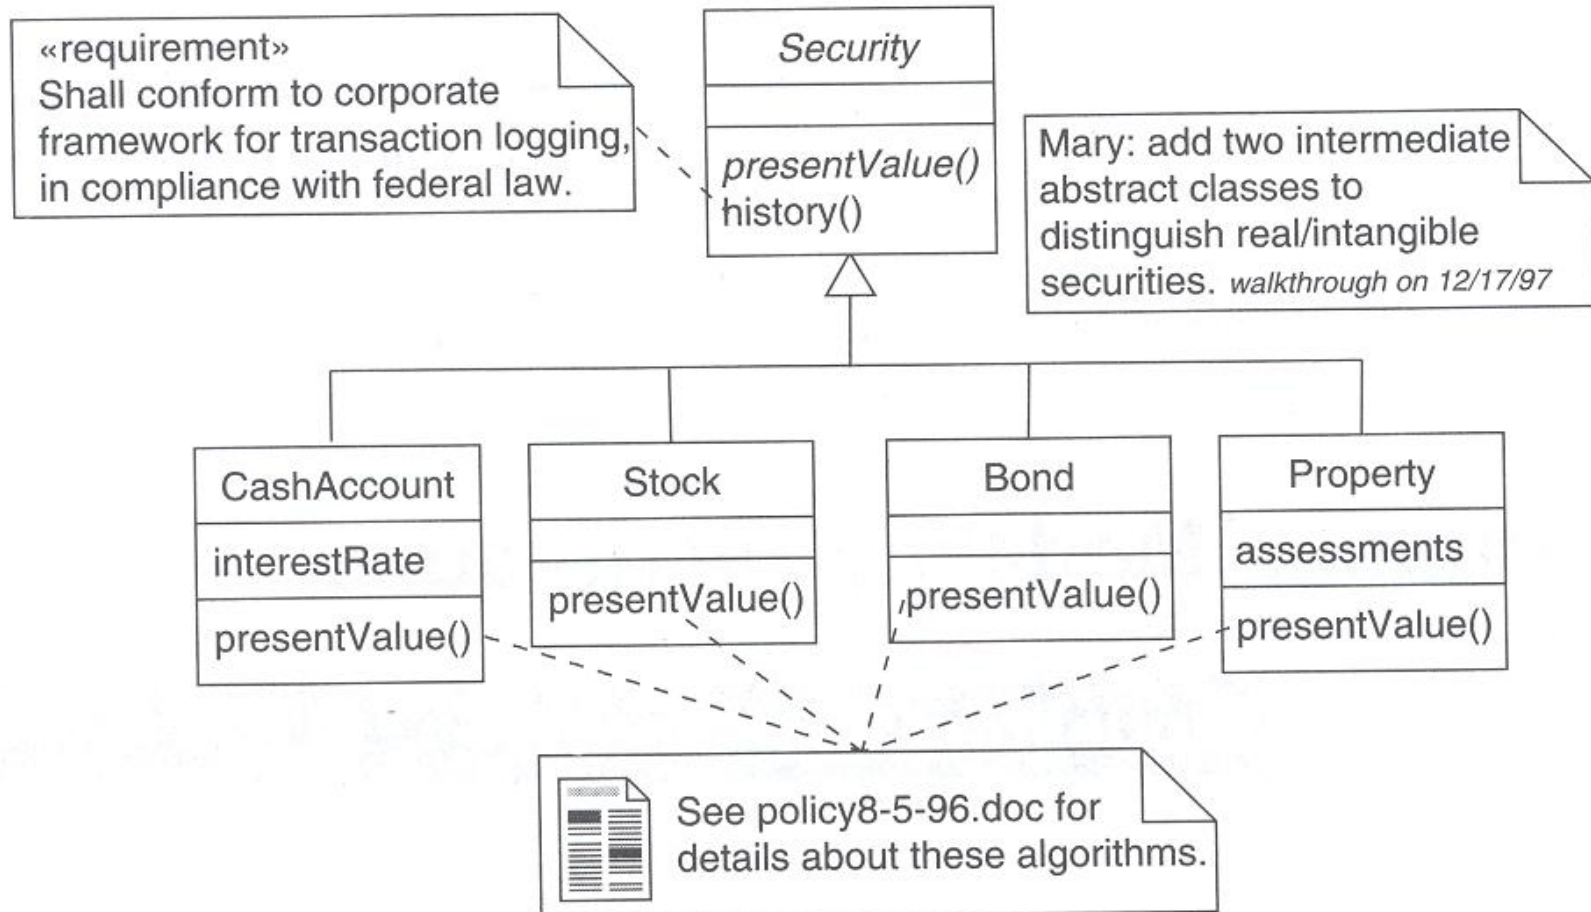 «requirement»
Shall conform to corporate
framework for transaction logging,
in compliance with federal law.
Security
presentValue()
history()
Mary: add two intermediate
abstract classes to
distinguish real/intangible
securities. walkthrough on 12/17/97
CashAccount
interestRate
presentValue()
Stock
presentValue()
Bond
presentValue()
Property
assessments
presentValue()
See policy8-5-96.doc for
details about these algorithms.